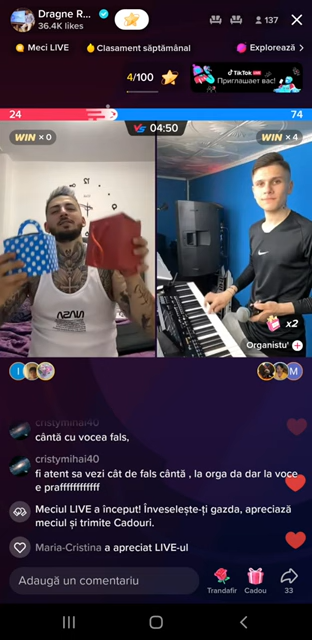 Dragne R...
36.4K likes
137
Meci LIVE
Clasament săptămânal
Explorează
4/100
TikTok LIVE
Приглашает вас!
24
74
WIN × 0
VS 04:50
WIN × 4
x2
Organistu'
I
M
cristymihai40
cântă cu vocea fals,
cristymihai40
fi atent sa vezi cât de fals cântă , la orga da dar la voce
e praffffffffffff
Meciul LIVE a început! Înveselește-ți gazda, apreciază
meciul și trimite Cadouri.
Maria-Cristina a apreciat LIVE-ul
Adaugă un comentariu
Trandafir
Cadou
33